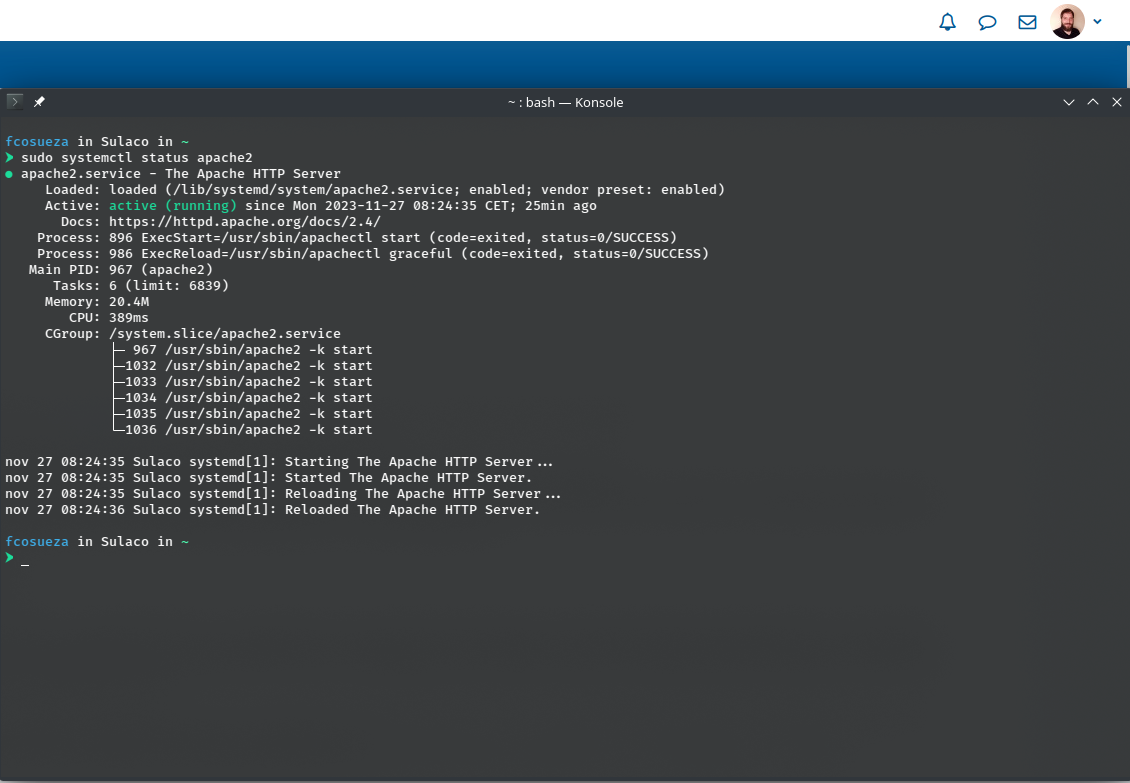 ~ : bash — Konsole
fcosueza in Sulaco in ~
❯ sudo systemctl status apache2
● apache2.service - The Apache HTTP Server
     Loaded: loaded (/lib/systemd/system/apache2.service; enabled; vendor preset: enabled)
     Active: active (running) since Mon 2023-11-27 08:24:35 CET; 25min ago
       Docs: https://httpd.apache.org/docs/2.4/
    Process: 896 ExecStart=/usr/sbin/apachectl start (code=exited, status=0/SUCCESS)
    Process: 986 ExecReload=/usr/sbin/apachectl graceful (code=exited, status=0/SUCCESS)
   Main PID: 967 (apache2)
      Tasks: 6 (limit: 6839)
     Memory: 20.4M
        CPU: 389ms
     CGroup: /system.slice/apache2.service
             ├─ 967 /usr/sbin/apache2 -k start
             ├─1032 /usr/sbin/apache2 -k start
             ├─1033 /usr/sbin/apache2 -k start
             ├─1034 /usr/sbin/apache2 -k start
             ├─1035 /usr/sbin/apache2 -k start
             └─1036 /usr/sbin/apache2 -k start
nov 27 08:24:35 Sulaco systemd[1]: Starting The Apache HTTP Server...
nov 27 08:24:35 Sulaco systemd[1]: Started The Apache HTTP Server.
nov 27 08:24:35 Sulaco systemd[1]: Reloading The Apache HTTP Server...
nov 27 08:24:36 Sulaco systemd[1]: Reloaded The Apache HTTP Server.
fcosueza in Sulaco in ~
❯ _